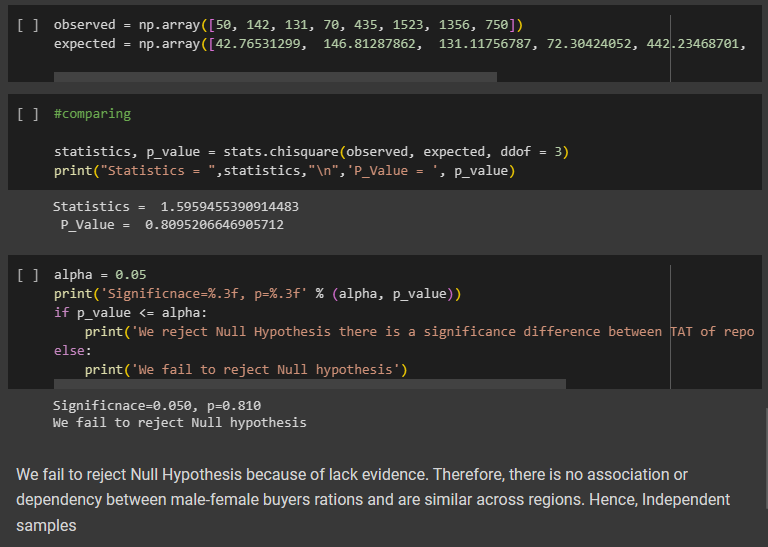 [ ] observed = np.array([50, 142, 131, 70, 435, 1523, 1356, 750])
expected = np.array([42.76531299,  146.81287862,  131.11756787, 72.30424052, 442.23468701,
[ ] #comparing
statistics, p_value = stats.chisquare(observed, expected, ddof = 3)
print("Statistics = ",statistics,"\n",'P_Value = ', p_value)
Statistics =  1.5959455390914483
 P_Value =  0.8095206646905712
[ ] alpha = 0.05
print('Significnace=%.3f, p=%.3f' % (alpha, p_value))
if p_value <= alpha:
    print('We reject Null Hypothesis there is a significance difference between TAT of repo
else:
    print('We fail to reject Null hypothesis')
Significnace=0.050, p=0.810
We fail to reject Null hypothesis
We fail to reject Null Hypothesis because of lack evidence. Therefore, there is no association or
dependency between male-female buyers rations and are similar across regions. Hence, Independent
samples